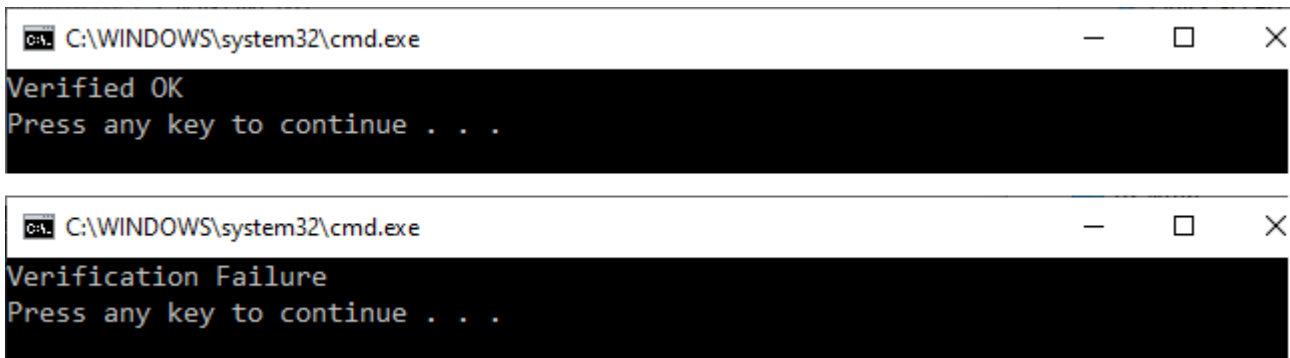 C:\WINDOWS\system32\cmd.exe
Verified OK
Press any key to continue . . .
C:\WINDOWS\system32\cmd.exe
Verification Failure
Press any key to continue . . .